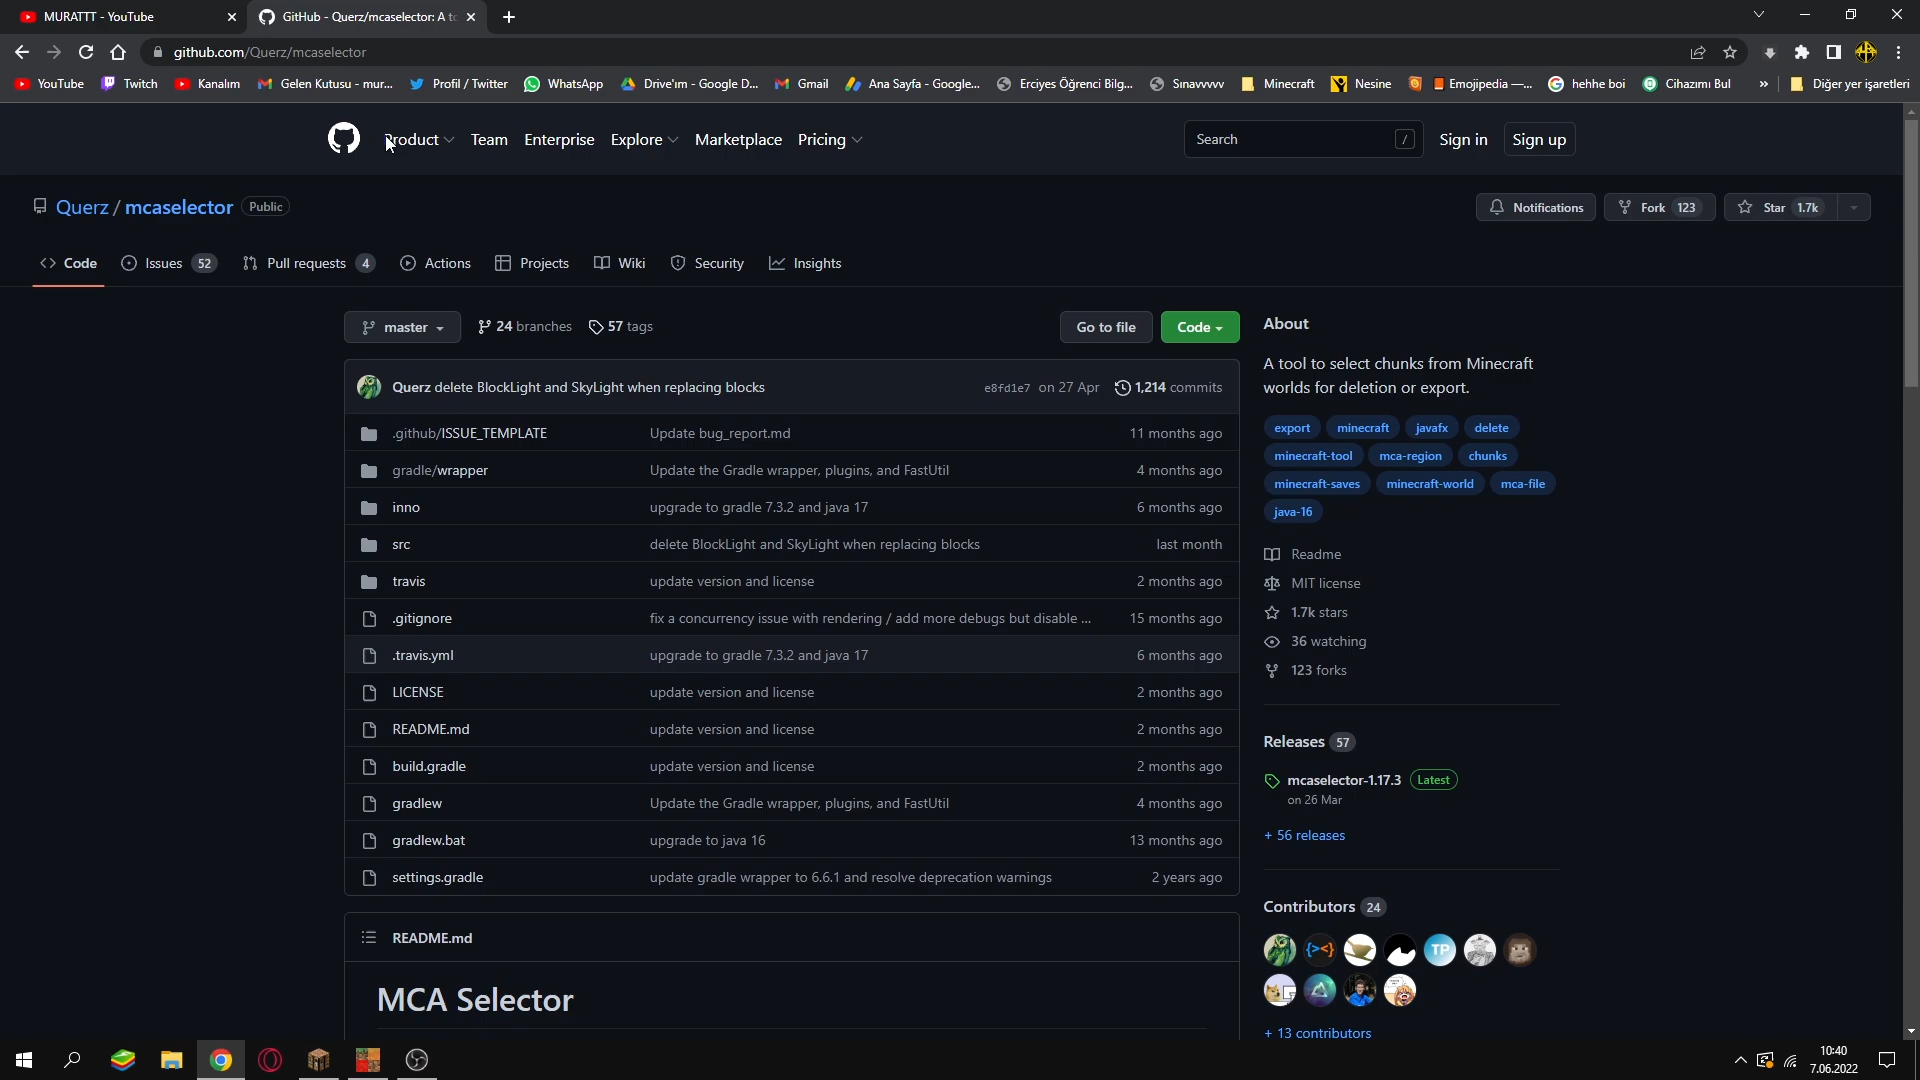 MURATTT - YouTube
GitHub - Querz/mcaselector: A to
github.com/Querz/mcaselector
YouTube
Twitch
Kanalım
Gelen Kutusu - mur...
Profil / Twitter
WhatsApp
Drive'ım - Google D...
Gmail
Ana Sayfa - Google...
Erciyes Öğrenci Bilg...
Sınavvvvv
Minecraft
Nesine
Emojipedia —...
hehhe boi
Cihazımı Bul
»
Diğer yer işaretleri
Product
Team
Enterprise
Explore
Marketplace
Pricing
Search
/
Sign in
Sign up
Querz / mcaselector
Public
Notifications
Fork 123
Star 1.7k
Code
Issues 52
Pull requests 4
Actions
Projects
Wiki
Security
Insights
master
24 branches
57 tags
Go to file
Code
Querz delete BlockLight and SkyLight when replacing blocks
e8fd1e7 on 27 Apr
1,214 commits
.github/ISSUE_TEMPLATE
Update bug_report.md
11 months ago
gradle/wrapper
Update the Gradle wrapper, plugins, and FastUtil
4 months ago
inno
upgrade to gradle 7.3.2 and java 17
6 months ago
src
delete BlockLight and SkyLight when replacing blocks
last month
travis
update version and license
2 months ago
.gitignore
fix a concurrency issue with rendering / add more debugs but disable ...
15 months ago
.travis.yml
upgrade to gradle 7.3.2 and java 17
6 months ago
LICENSE
update version and license
2 months ago
README.md
update version and license
2 months ago
build.gradle
update version and license
2 months ago
gradlew
Update the Gradle wrapper, plugins, and FastUtil
4 months ago
gradlew.bat
upgrade to java 16
13 months ago
settings.gradle
update gradle wrapper to 6.6.1 and resolve deprecation warnings
2 years ago
README.md
MCA Selector
About
A tool to select chunks from Minecraft
worlds for deletion or export.
export
minecraft
javafx
delete
minecraft-tool
mca-region
chunks
minecraft-saves
minecraft-world
mca-file
java-16
Readme
MIT license
1.7k stars
36 watching
123 forks
Releases 57
mcaselector-1.17.3
Latest
on 26 Mar
+ 56 releases
Contributors 24
TP
+ 13 contributors
10:40
7.06.2022